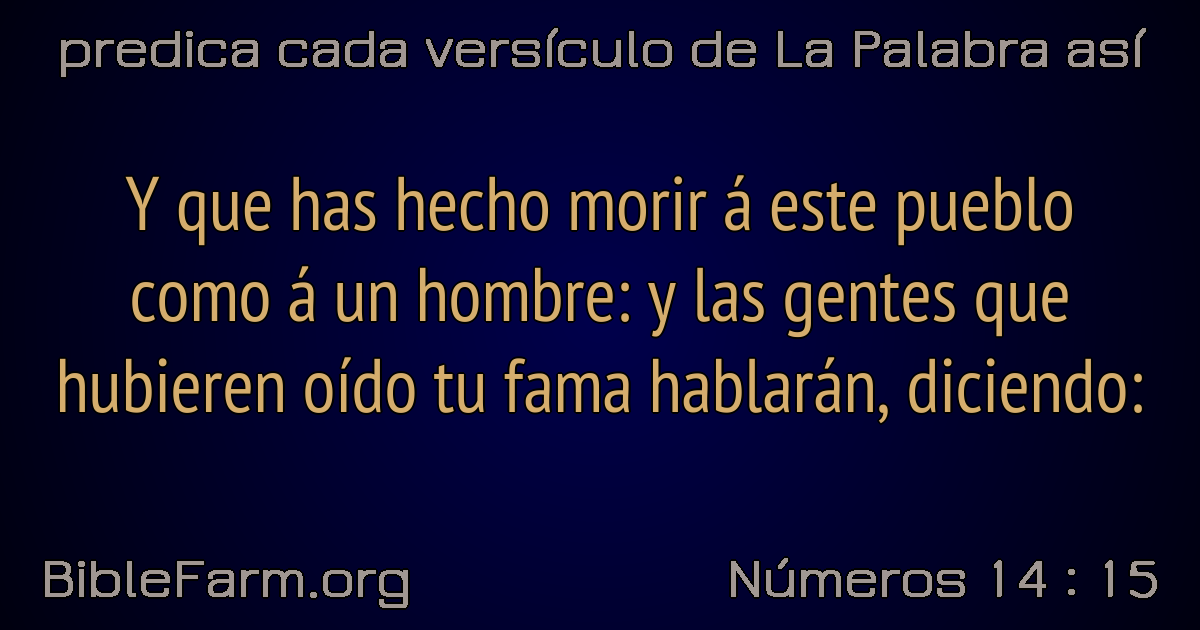 predica cada versículo de La Palabra así
Y que has hecho morir á este pueblo
como á un hombre: y las gentes que
hubieren oído tu fama hablarán, diciendo:
BibleFarm.org
Números 14 : 15